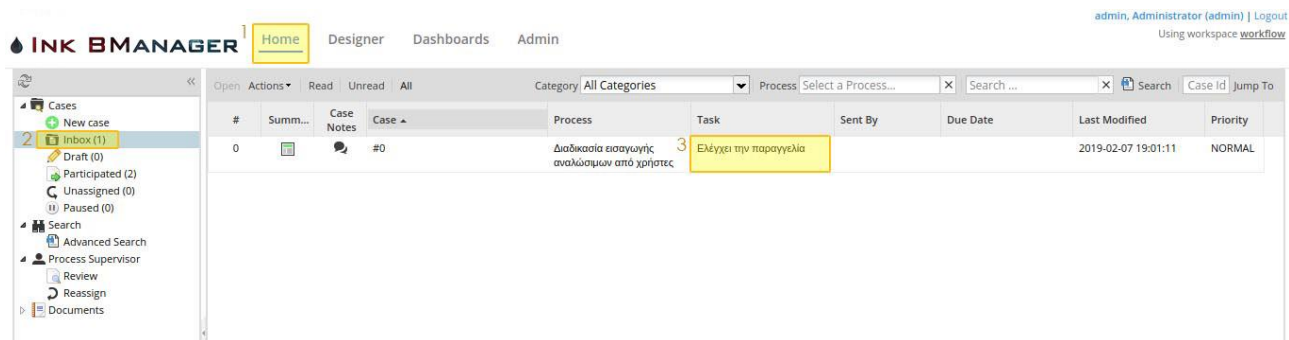 admin, Administrator (admin) | Logout
Using workspace workflow
INK BMANAGER
1
Home Designer Dashboards Admin
Open Actions Read Unread All Category All Categories Process Select a Process... Search ... Search Case Id Jump To
Cases
New case
2 Inbox (1)
Draft (0)
Participated (2)
Unassigned (0)
Paused (0)
Search
Advanced Search
Process Supervisor
Review
Reassign
Documents
# Summ... Case Notes Case Process Task Sent By Due Date Last Modified Priority
0 #0 Διαδικασία εισαγωγής 3 Ελέγχει την παραγγελία 2019-02-07 19:01:11 NORMAL
αναλώσιμων από χρήστες